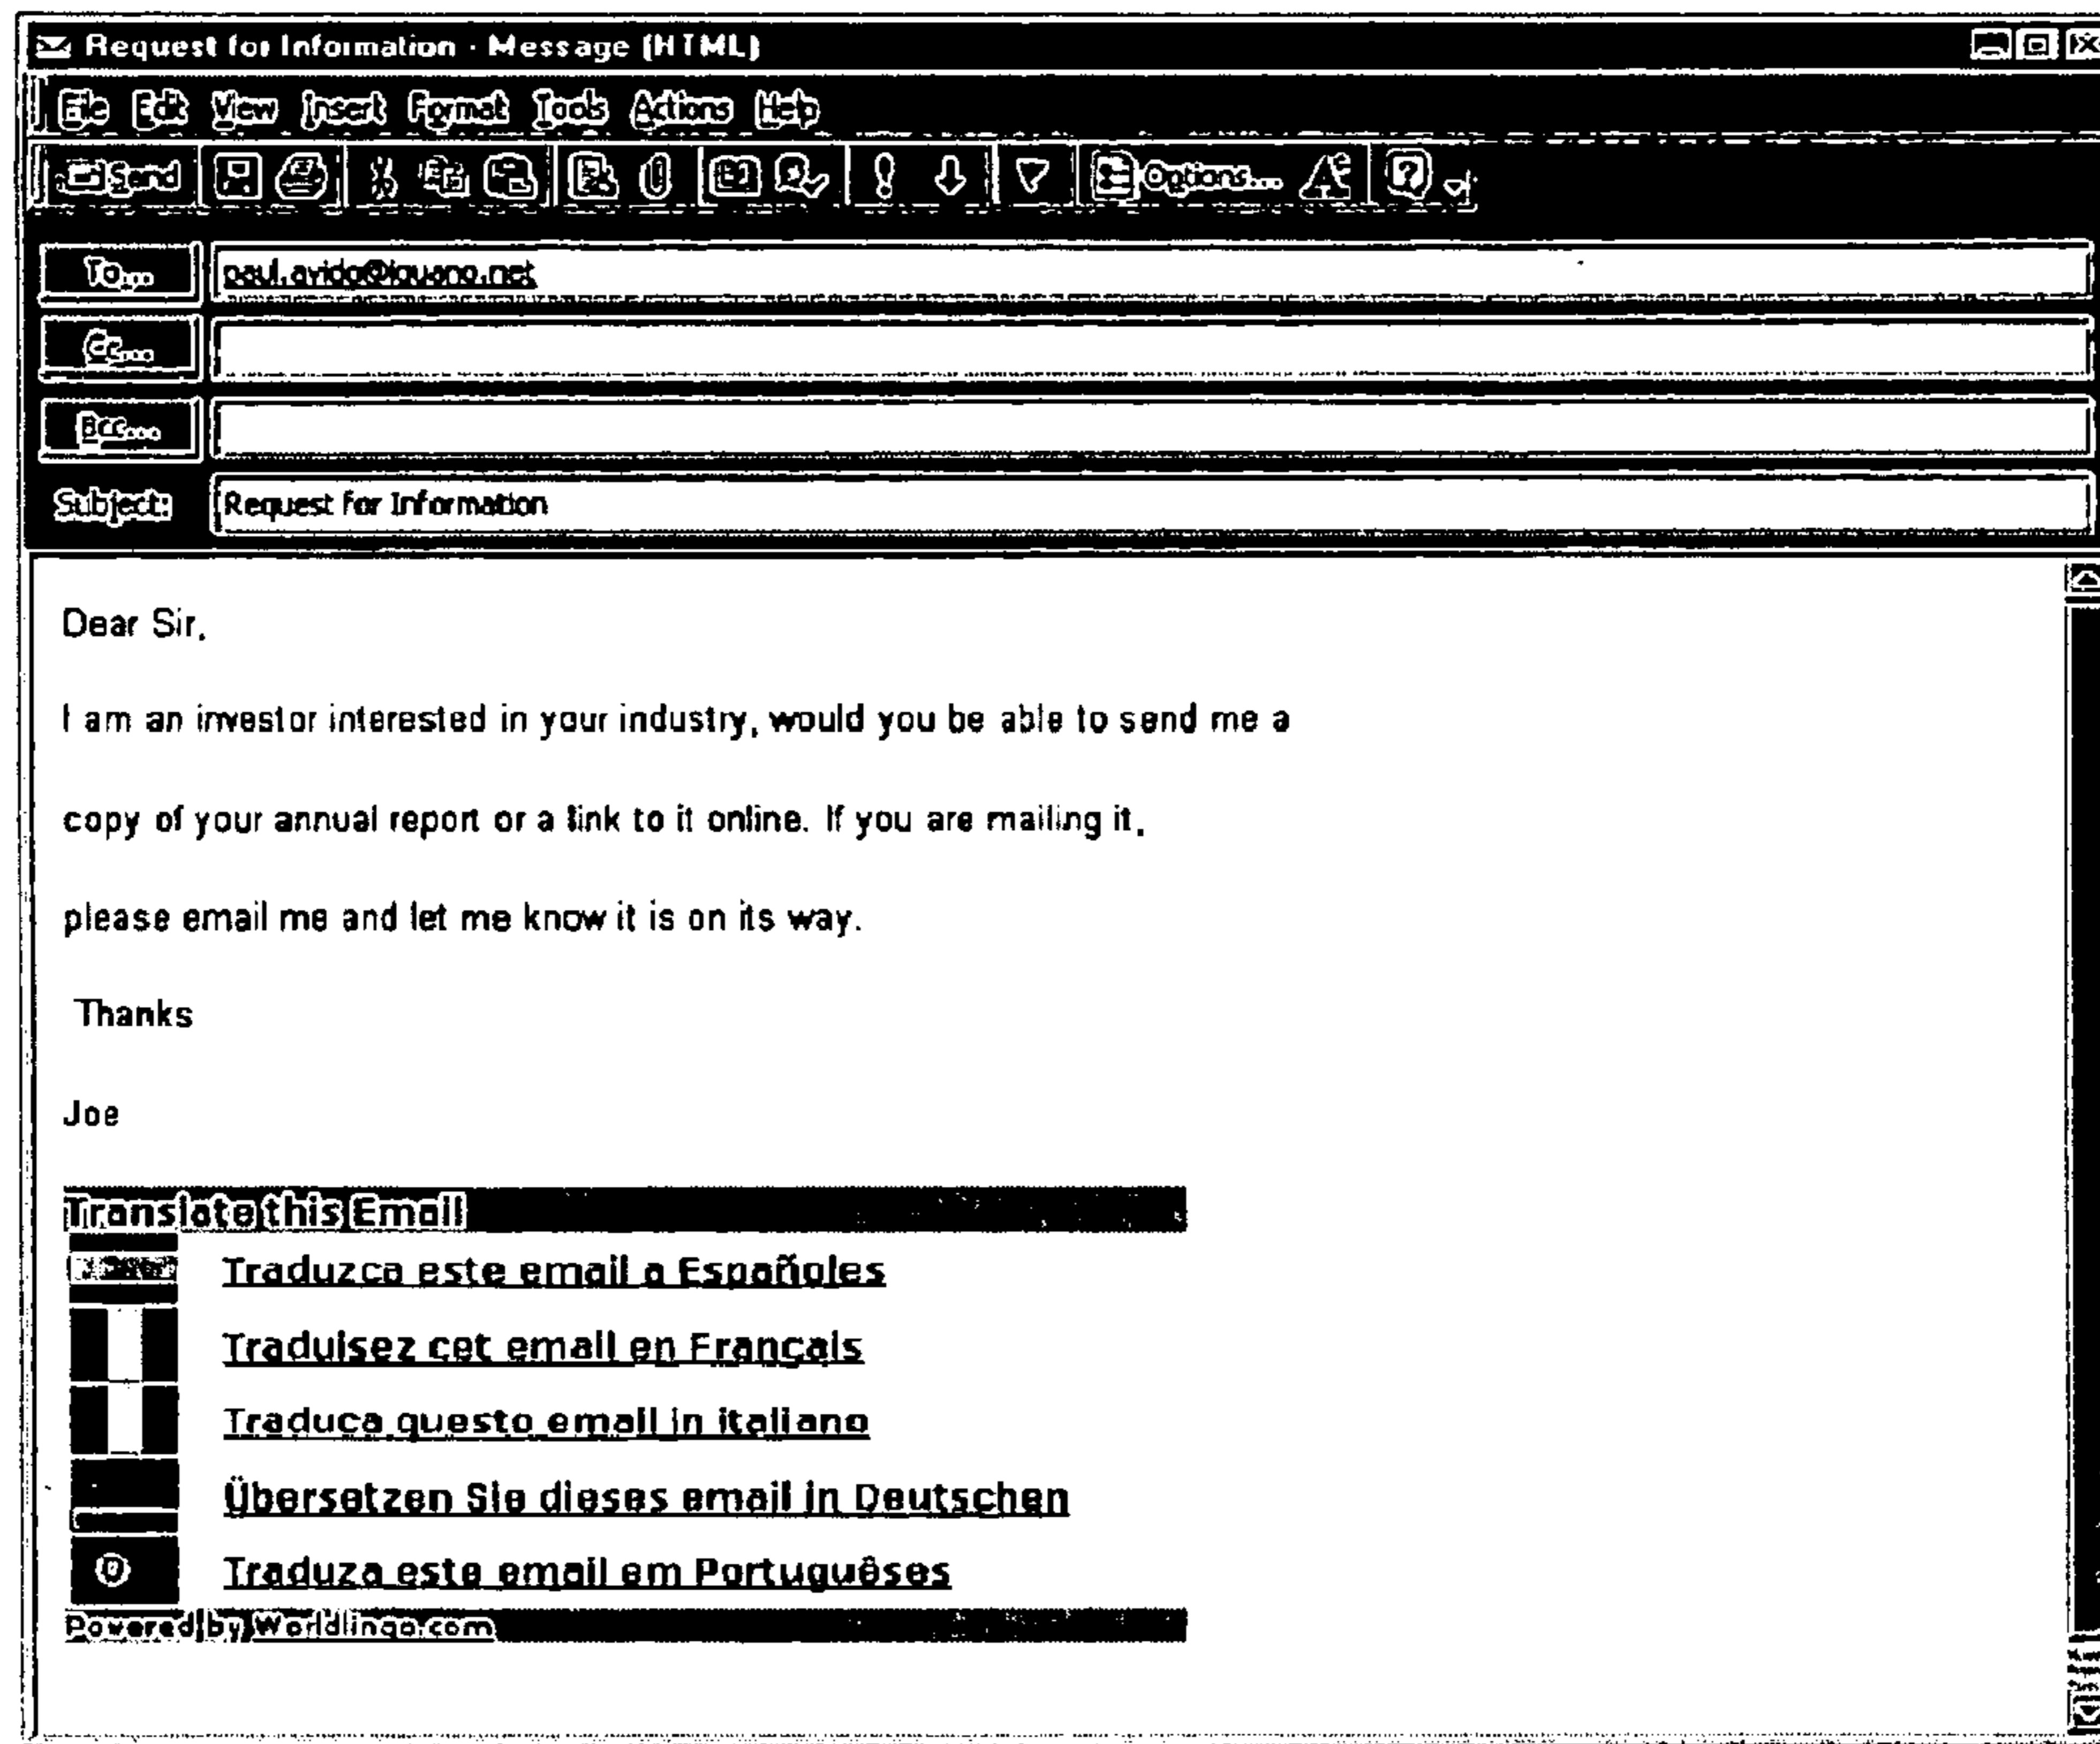 Request for Information - Message (HTML)
File Edit View Insert Format Tools Actions Help
Send Options...
To...
Cc...
Bcc...
Subject: Request for Information
Dear Sir,
I am an investor interested in your industry, would you be able to send me a
copy of your annual report or a link to it online. If you are mailing it,
please email me and let me know it is on its way.
Thanks
Joe
Translate this Email
Traduzca este email a Españoles
Traduisez cet email en Français
Traduca questo email in italiano
Übersetzen Sie dieses email in Deutschen
Traduza este email em Portuguêses
Powered by Worldlingo.com